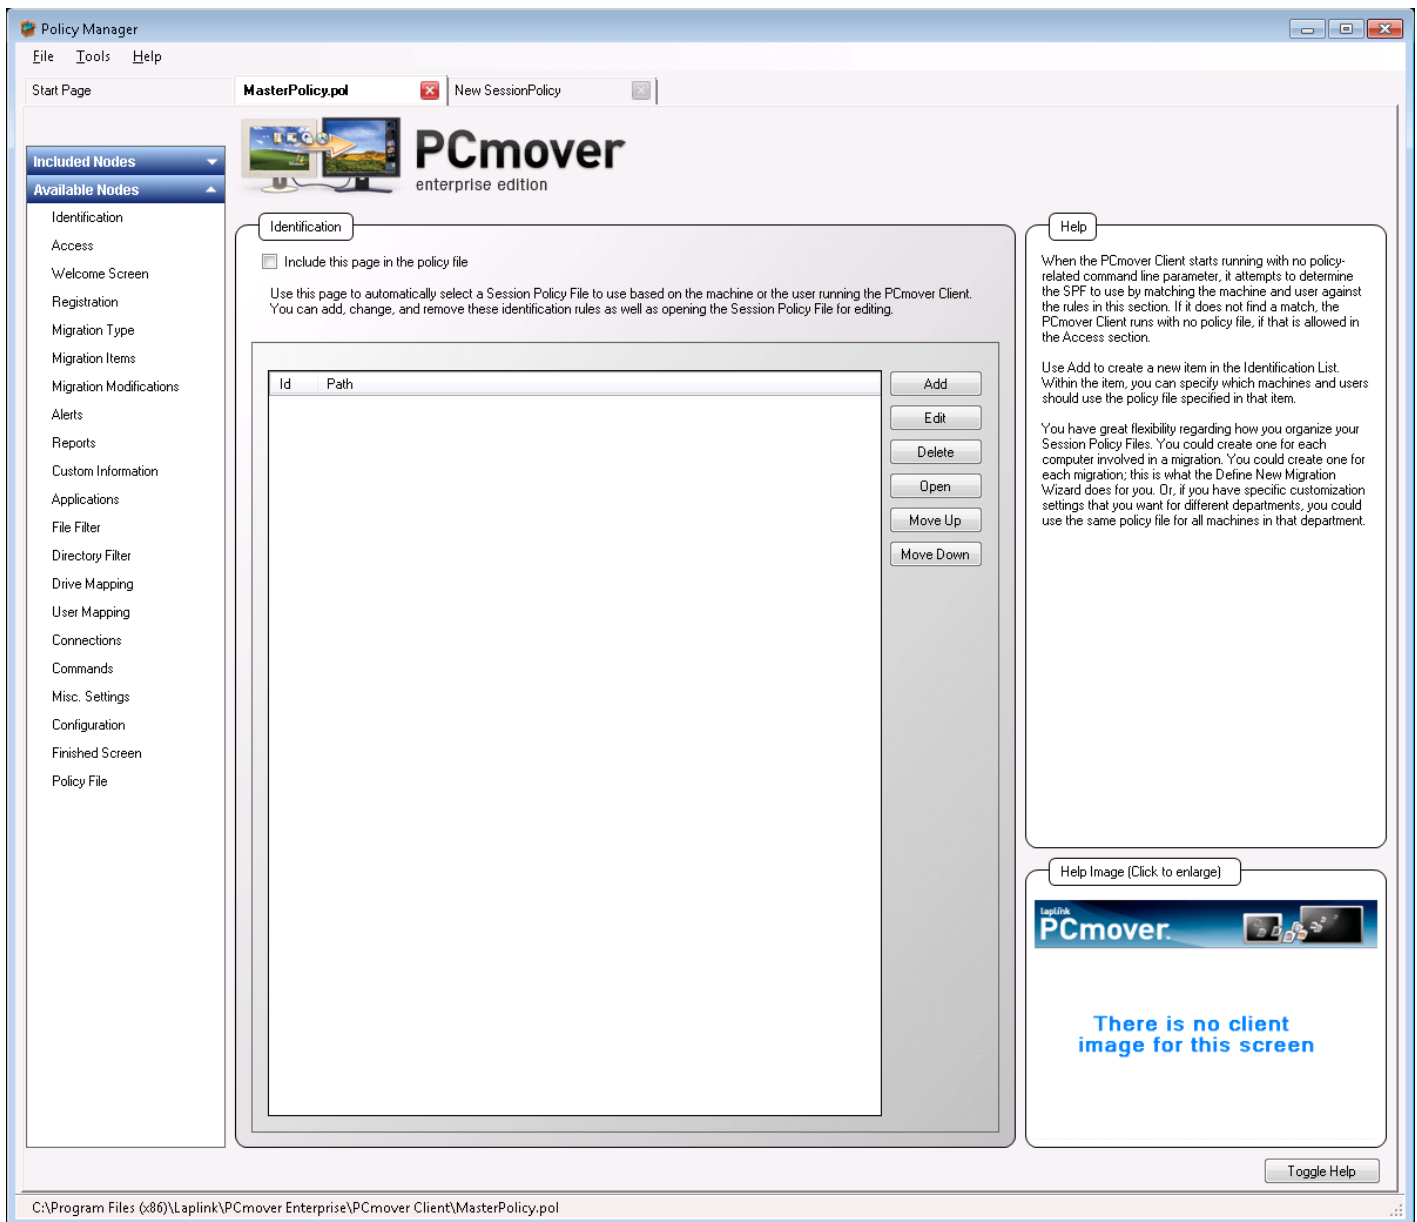 Policy Manager
File Tools Help
Start Page
MasterPolicy.pol
New SessionPolicy
Included Nodes
Available Nodes
Identification
Access
Welcome Screen
Registration
Migration Type
Migration Items
Migration Modifications
Alerts
Reports
Custom Information
Applications
File Filter
Directory Filter
Drive Mapping
User Mapping
Connections
Commands
Misc. Settings
Configuration
Finished Screen
Policy File
PCmover
enterprise edition
Identification
Include this page in the policy file
Use this page to automatically select a Session Policy File to use based on the machine or the user running the PCmover Client.
You can add, change, and remove these identification rules as well as opening the Session Policy File for editing.
Id Path
Add
Edit
Delete
Open
Move Up
Move Down
Help
When the PCmover Client starts running with no policy-
related command line parameter, it attempts to determine
the SPF to use by matching the machine and user against
the rules in this section. If it does not find a match, the
PCmover Client runs with no policy file, if that is allowed in
the Access section.
Use Add to create a new item in the Identification List.
Within the item, you can specify which machines and users
should use the policy file specified in that item.
You have great flexibility regarding how you organize your
Session Policy Files. You could create one for each
computer involved in a migration. You could create one for
each migration; this is what the Define New Migration
Wizard does for you. Or, if you have specific customization
settings that you want for different departments, you could
use the same policy file for all machines in that department.
Help Image (Click to enlarge)
Laplink
PCmover.
There is no client
image for this screen
Toggle Help
C:\Program Files (x86)\Laplink\PCmover Enterprise\PCmover Client\MasterPolicy.pol